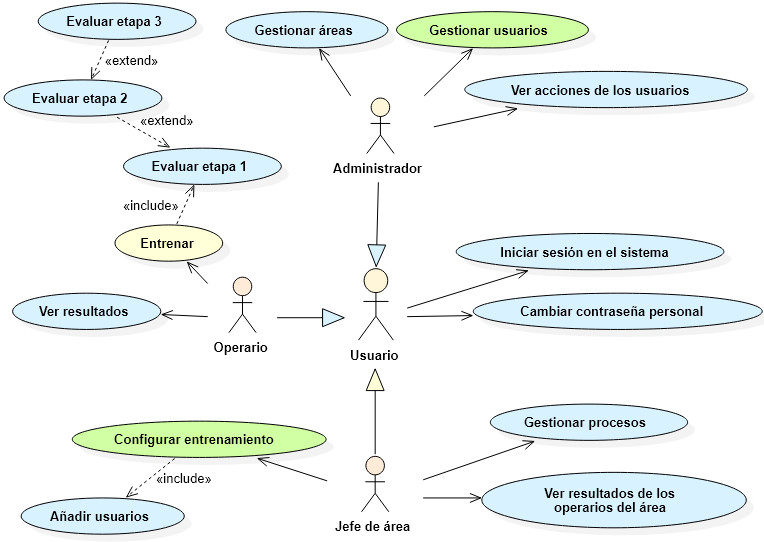 Evaluar etapa 3
Gestionar áreas
Gestionar usuarios
«extend»
Evaluar etapa 2
Ver acciones de los usuarios
«extend»
Evaluar etapa 1
Administrador
«include»
Entrenar
Iniciar sesión en el sistema
Ver resultados
Cambiar contraseña personal
Operario
Usuario
Configurar entrenamiento
Gestionar procesos
«include»
Ver resultados de los
operarios del área
Añadir usuarios
Jefe de área